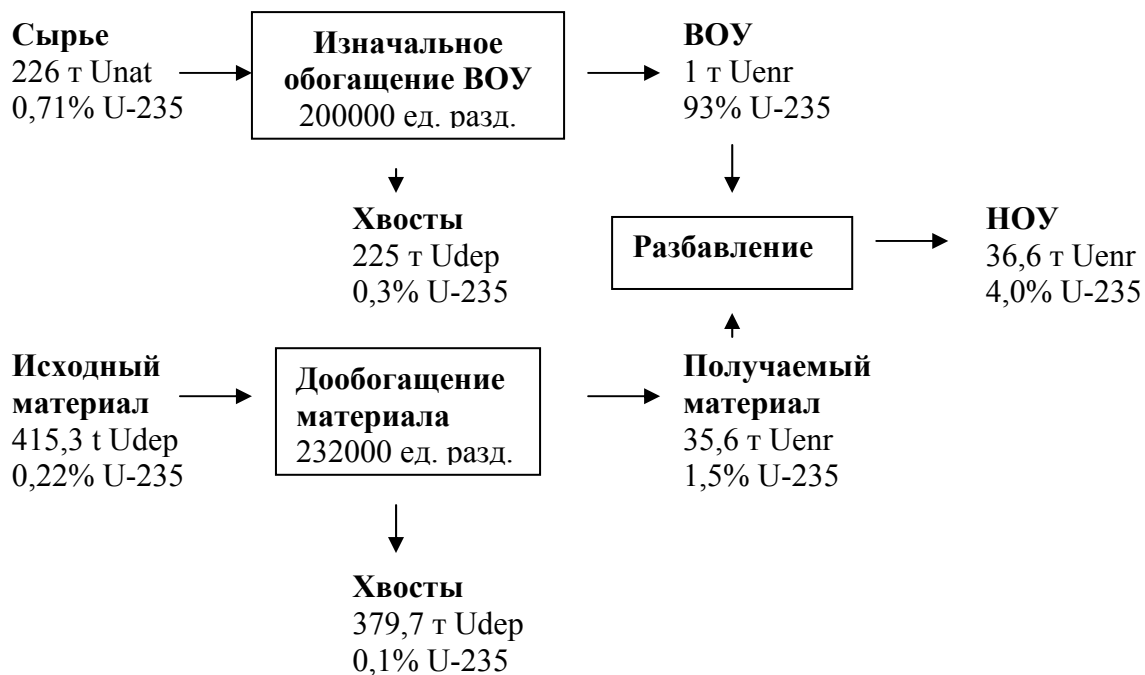 Сырье
226 т Unat
0,71% U-235
Изначальное
обогащение ВОУ
200000 ед. разд.
ВОУ
1 т Uenr
93% U-235
Хвосты
225 т Udep
0,3% U-235
Разбавление
НОУ
36,6 т Uenr
4,0% U-235
Исходный
материал
415,3 t Udep
0,22% U-235
Дообогащение
материала
232000 ед. разд.
Получаемый
материал
35,6 т Uenr
1,5% U-235
Хвосты
379,7 т Udep
0,1% U-235